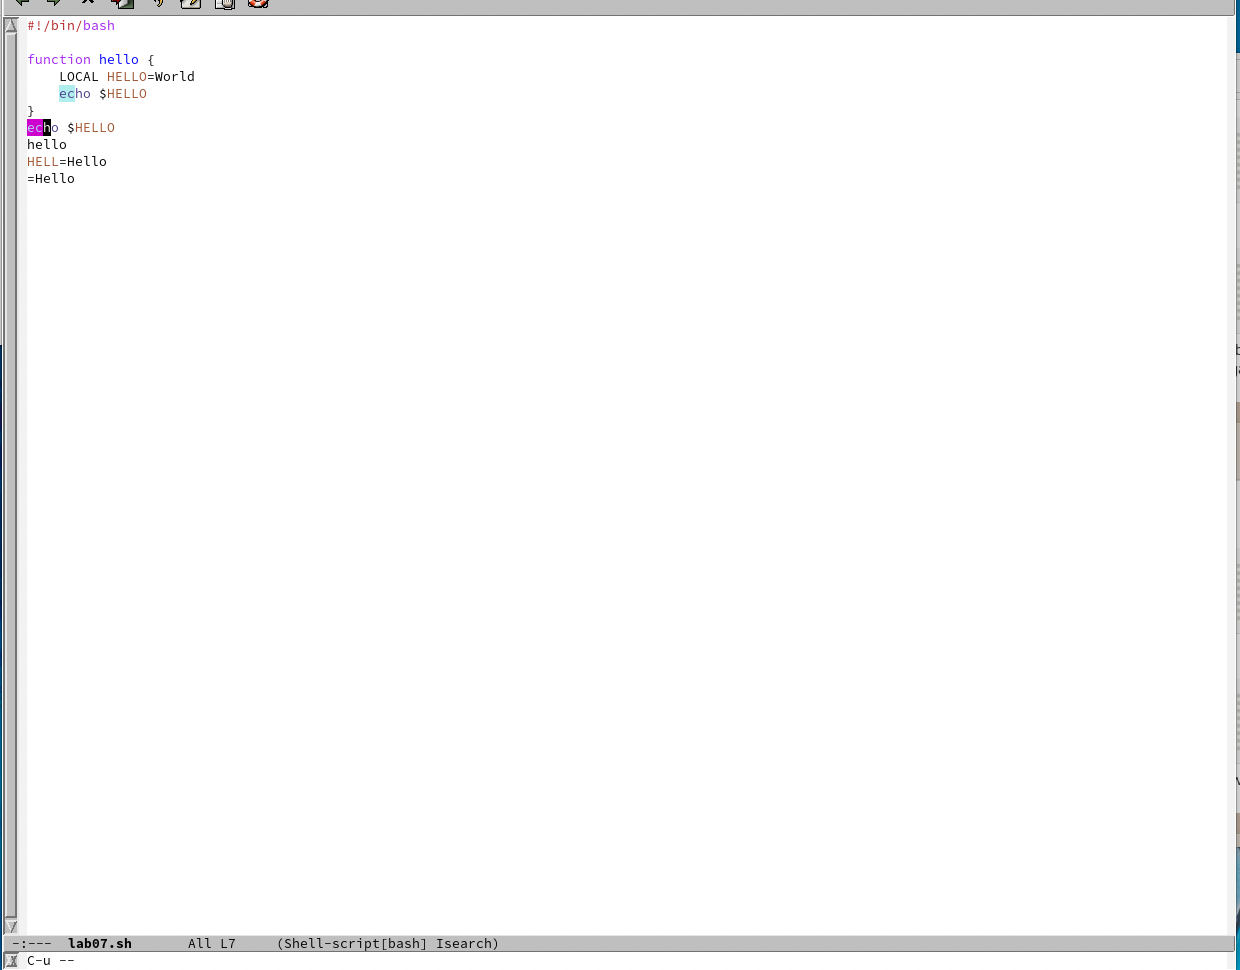 #!/bin/bash
function hello {
    LOCAL HELLO=World
    echo $HELLO
}
echo $HELLO
hello
HELL=Hello
=Hello
-:---  lab07.sh       All L7     (Shell-script[bash] Isearch)
C-u --